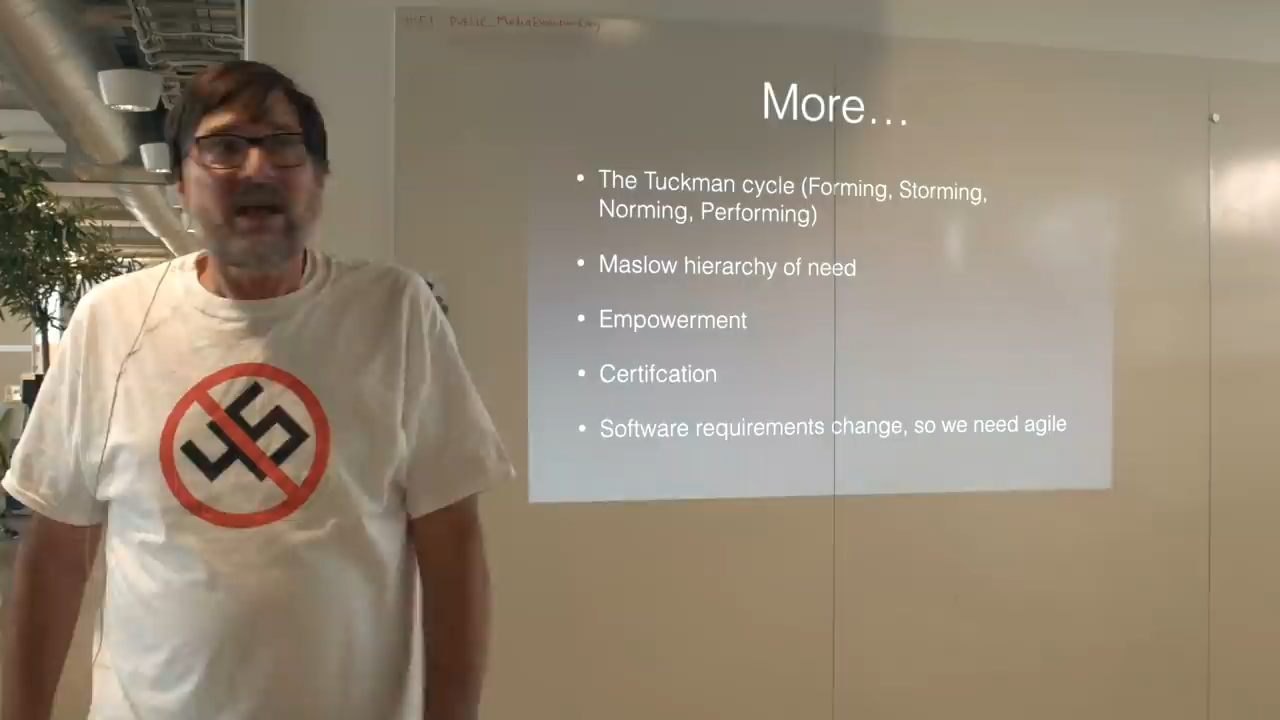 More...
• The Tuckman cycle (Forming, Storming,
Norming, Performing)
• Maslow hierarchy of need
• Empowerment
• Certifcation
• Software requirements change, so we need agile
45